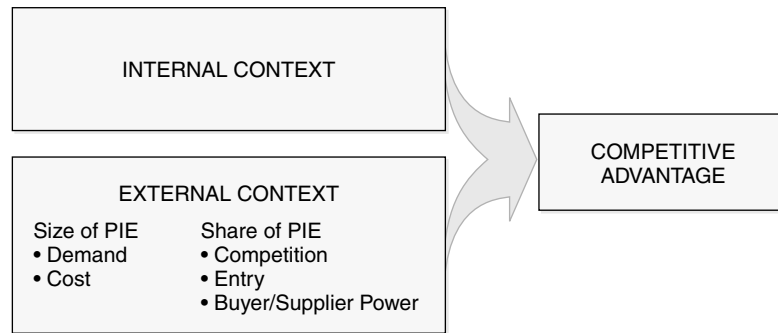 INTERNAL CONTEXT
EXTERNAL CONTEXT
Size of PIE
• Demand
• Cost
Share of PIE
• Competition
• Entry
• Buyer/Supplier Power
COMPETITIVE
ADVANTAGE